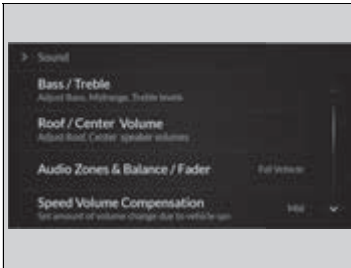 Sound
Bass / Treble
Adjust Bass, Midrange, Treble levels
Roof / Center Volume
Adjust Roof, Center speaker volumes
Audio Zones & Balance / Fader
Full Vehicle
Speed Volume Compensation
Mid
Set amount of volume change due to vehicle